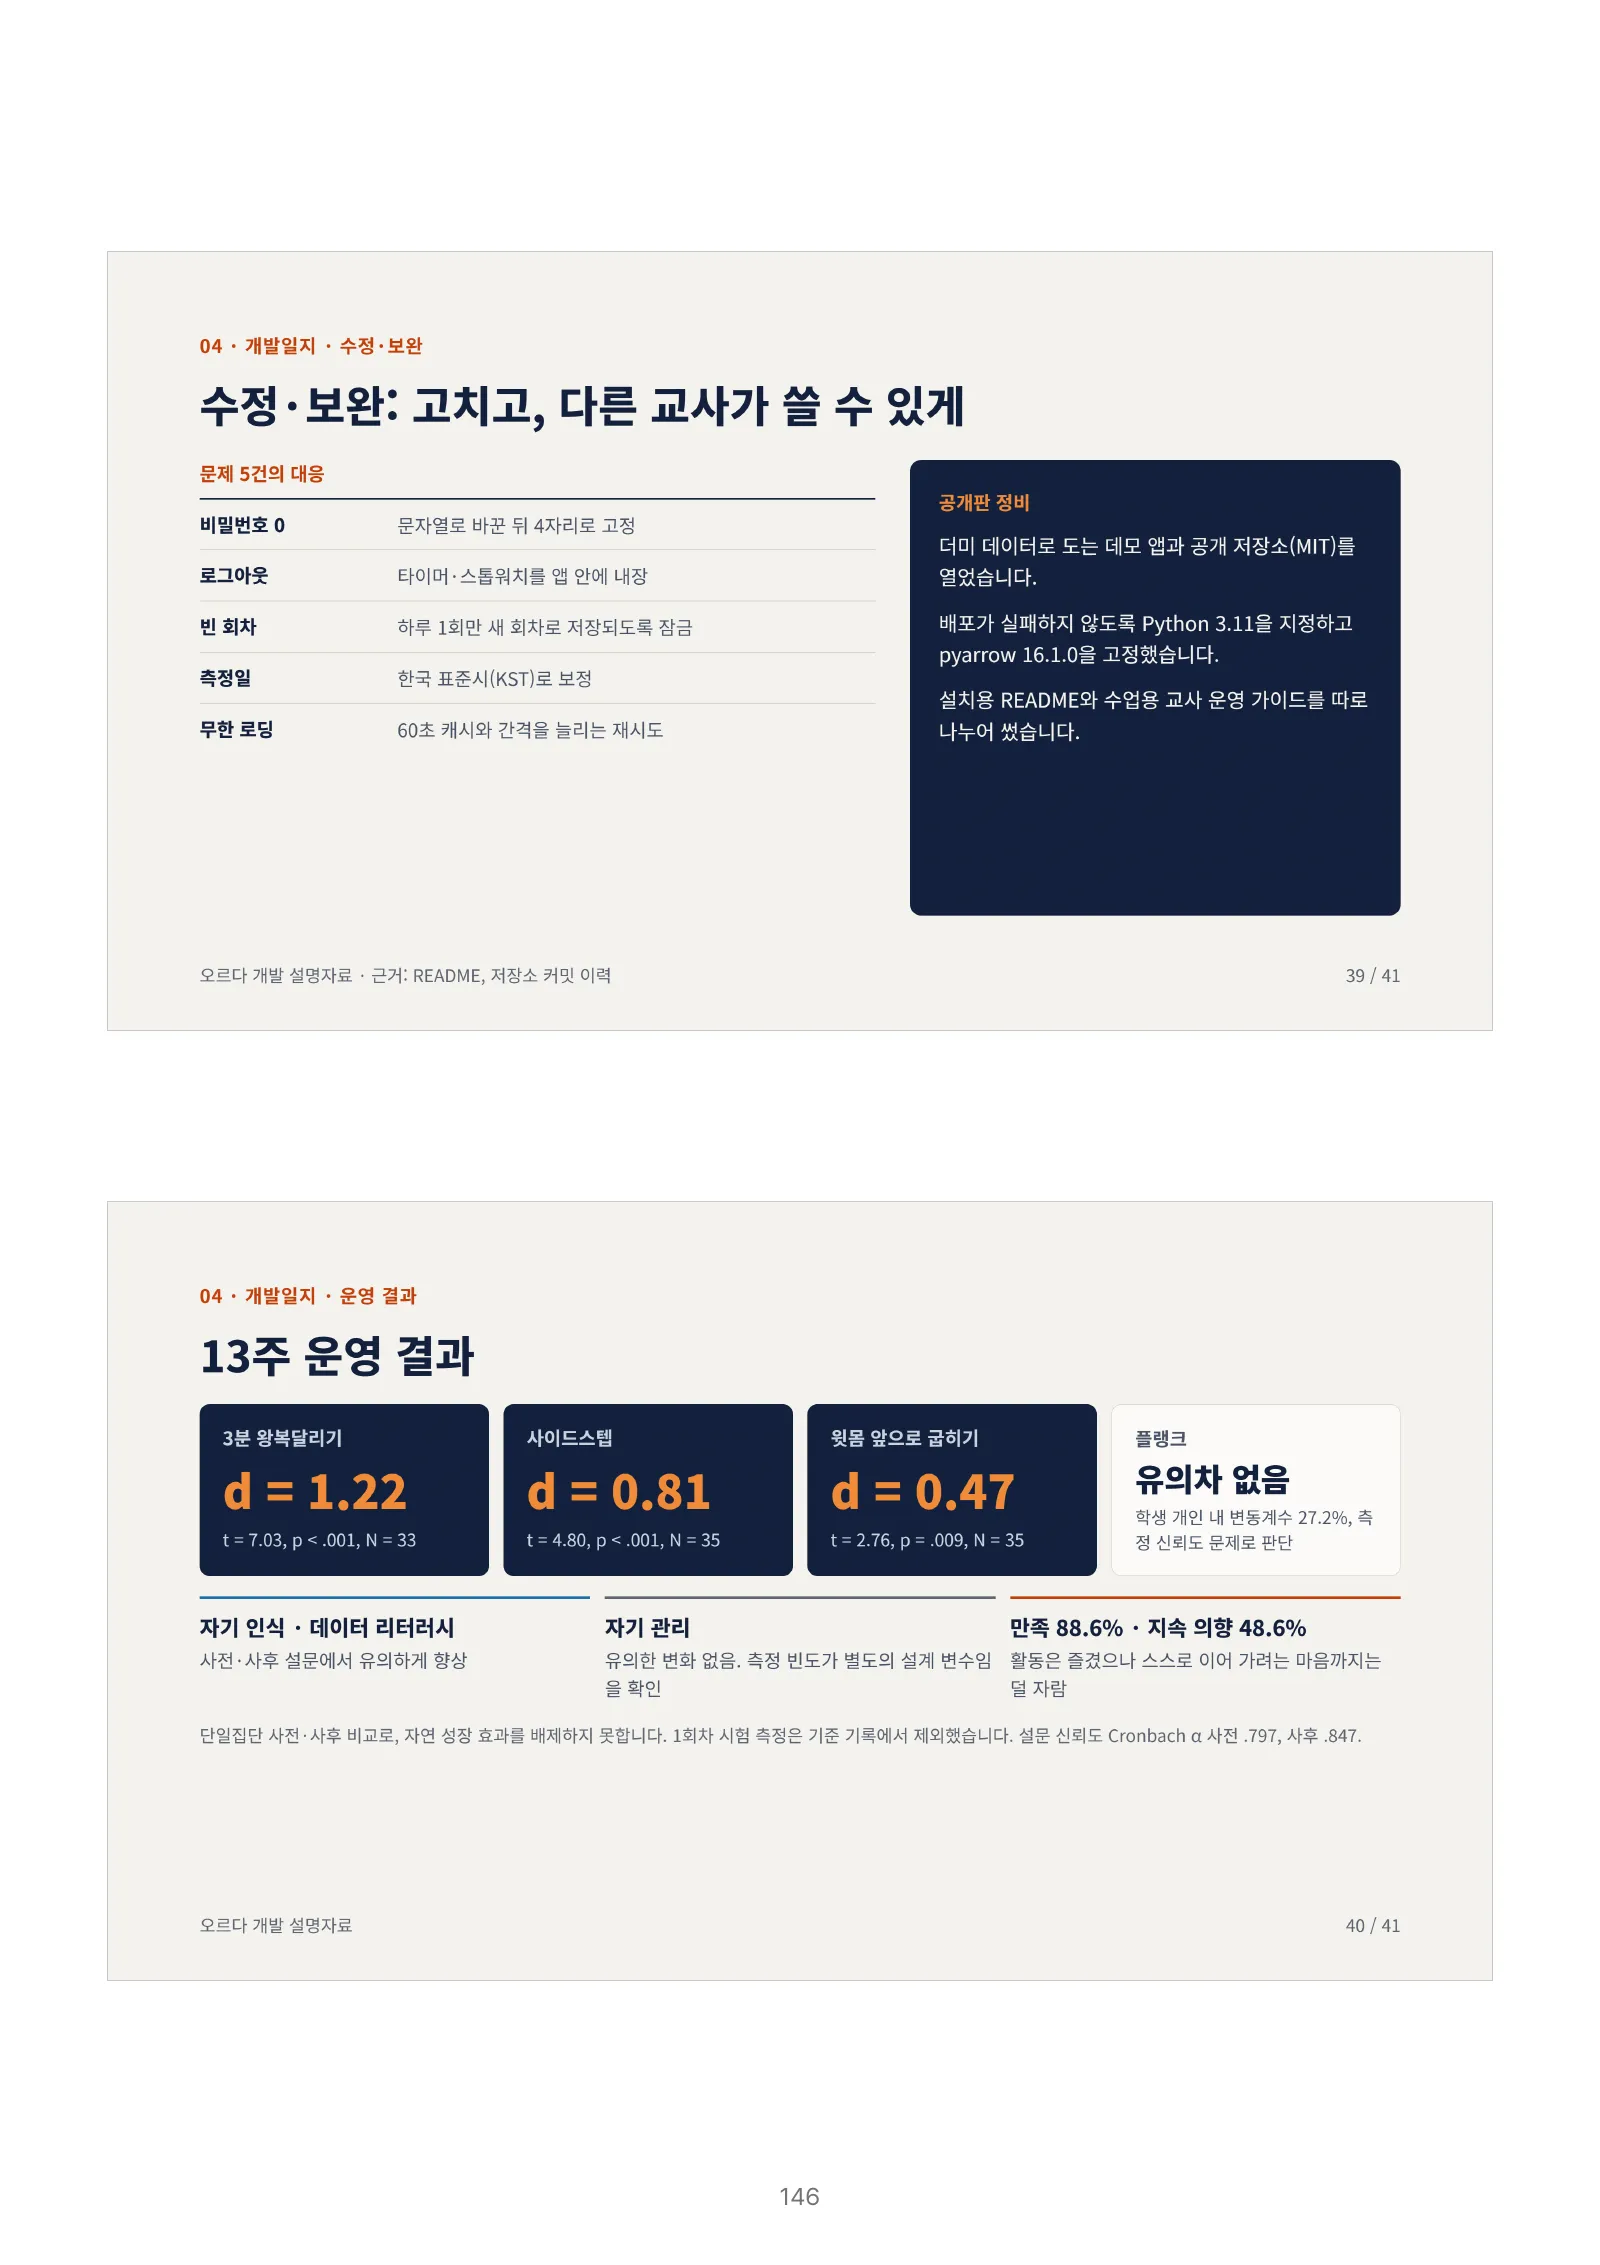 04 · 개발일지 · 수정·보완
수정·보완: 고치고, 다른 교사가 쓸 수 있게
문제 5건의 대응
비밀번호 0 문자열로 바꾼 뒤 4자리로 고정
로그아웃 타이머·스톱워치를 앱 안에 내장
빈 회차 하루 1회만 새 회차로 저장되도록 잠금
측정일 한국 표준시(KST)로 보정
무한 로딩 60초 캐시와 간격을 늘리는 재시도
공개판 정비
더미 데이터로 도는 데모 앱과 공개 저장소(MIT)를
열었습니다.
배포가 실패하지 않도록 Python 3.11을 지정하고
pyarrow 16.1.0을 고정했습니다.
설치용 README와 수업용 교사 운영 가이드를 따로
나누어 썼습니다.
오르다 개발 설명자료 · 근거: README, 저장소 커밋 이력
39 / 41
04 · 개발일지 · 운영 결과
13주 운영 결과
3분 왕복달리기
d = 1.22
t = 7.03, p < .001, N = 33
사이드스텝
d = 0.81
t = 4.80, p < .001, N = 35
윗몸 앞으로 굽히기
d = 0.47
t = 2.76, p = .009, N = 35
플랭크
유의차 없음
학생 개인 내 변동계수 27.2%, 측
정 신뢰도 문제로 판단
자기 인식 · 데이터 리터러시
사전·사후 설문에서 유의하게 향상
자기 관리
유의한 변화 없음. 측정 빈도가 별도의 설계 변수임
을 확인
만족 88.6% · 지속 의향 48.6%
활동은 즐겼으나 스스로 이어 가려는 마음까지는
덜 자람
단일집단 사전·사후 비교로, 자연 성장 효과를 배제하지 못합니다. 1회차 시험 측정은 기준 기록에서 제외했습니다. 설문 신뢰도 Cronbach α 사전 .797, 사후 .847.
오르다 개발 설명자료
40 / 41
146